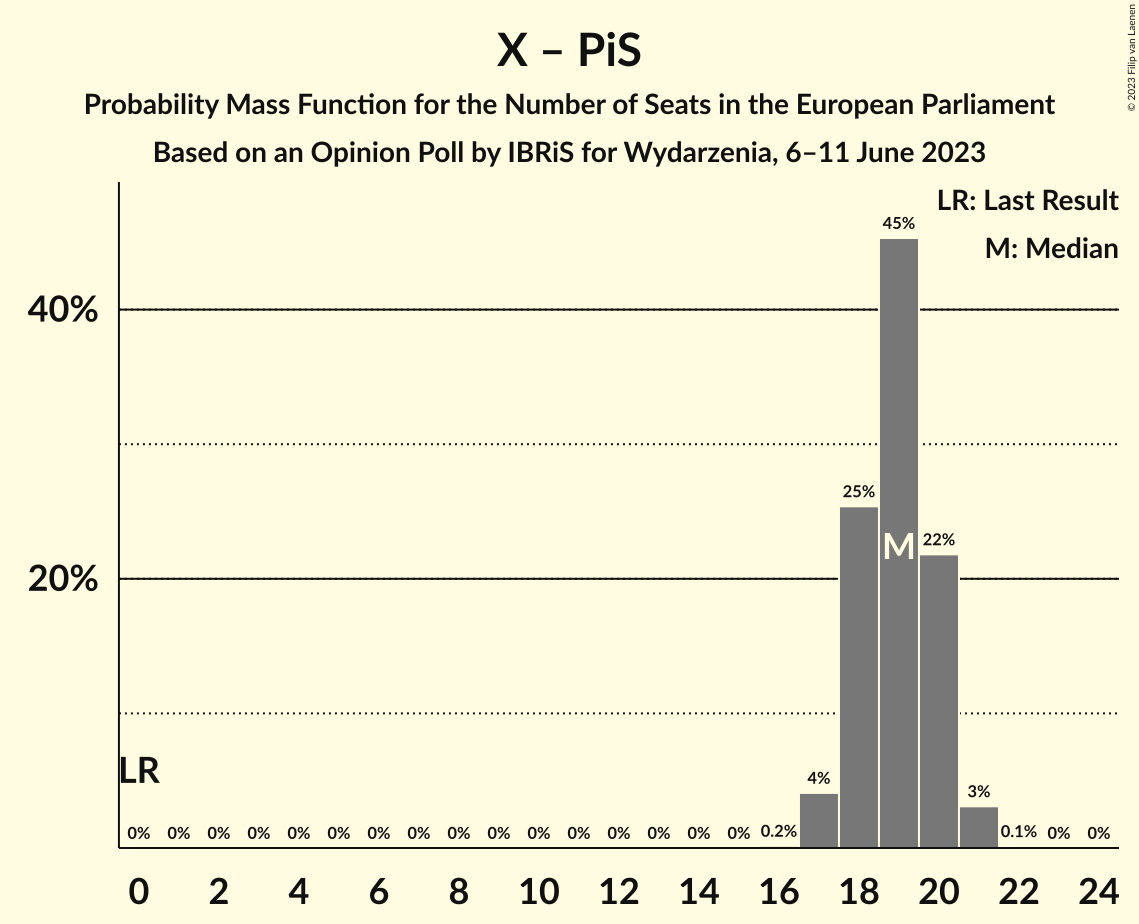 X – PiS
Probability Mass Function for the Number of Seats in the European Parliament
Based on an Opinion Poll by IBRiS for Wydarzenia, 6–11 June 2023
© 2023 Filip van Laenen
LR: Last Result
M: Median
45%
40%
25%
M
22%
20%
LR
4%
3%
0% 0% 0% 0% 0% 0% 0% 0% 0% 0% 0% 0% 0% 0% 0% 0% 0.2% 0.1% 0% 0%
0 2 4 6 8 10 12 14 16 18 20 22 24